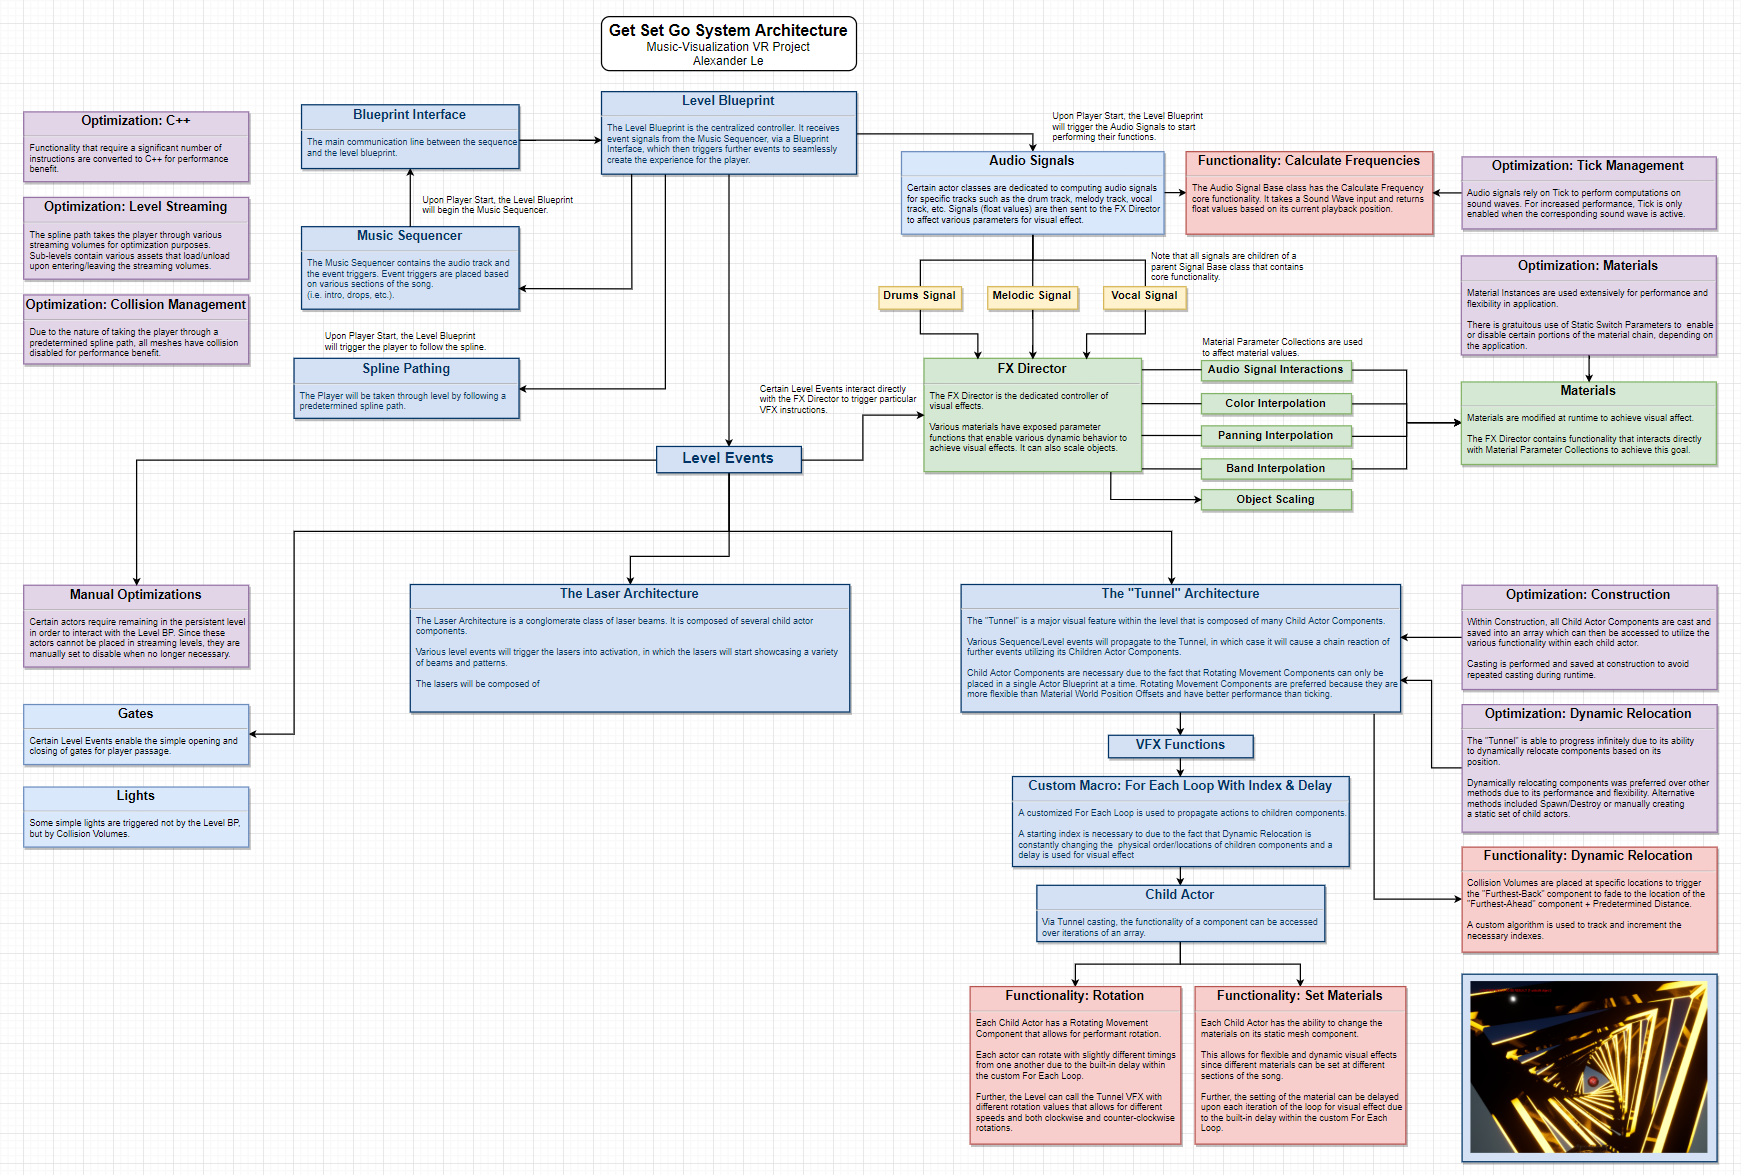 Get Set Go System Architecture
Music-Visualization VR Project
Alexander Le
Optimization: C++
Functionality that require a significant number of
instructions are converted to C++ for performance
benefit.
Optimization: Level Streaming
The spline path takes the player through various
streaming volumes for optimization purposes.
Sub-levels contain various assets that load/unload
upon entering/leaving the streaming volumes.
Optimization: Collision Management
Due to the nature of taking the player through a
predetermined spline path, all meshes have collision
disabled for performance benefit.
Blueprint Interface
The main communication line between the sequence
and the level blueprint.
Upon Player Start, the Level Blueprint
will begin the Music Sequencer.
Music Sequencer
The Music Sequencer contains the audio track and
the event triggers. Event triggers are placed based
on various sections of the song.
(i.e. intro, drops, etc.).
Upon Player Start, the Level Blueprint
will trigger the player to follow the spline.
Spline Pathing
The Player will be taken through level by following a
predetermined spline path.
Level Blueprint
The Level Blueprint is the centralized controller. It receives
event signals from the Music Sequencer, via a Blueprint
Interface, which then triggers further events to seamlessly
create the experience for the player.
Upon Player Start, the Level Blueprint
will trigger the Audio Signals to start
performing their functions.
Audio Signals
Certain actor classes are dedicated to computing audio signals
for specific tracks such as the drum track, melody track, vocal
track, etc. Signals (float values) are then sent to the FX Director
to affect various parameters for visual effect.
Functionality: Calculate Frequencies
The Audio Signal Base class has the Calculate Frequency
core functionality. It takes a Sound Wave input and returns
float values based on its current playback position.
Optimization: Tick Management
Audio signals rely on Tick to perform computations on
sound waves. For increased performance, Tick is only
enabled when the corresponding sound wave is active.
Note that all signals are children of a
parent Signal Base class that contains
core functionality.
Drums Signal
Melodic Signal
Vocal Signal
Optimization: Materials
Material Instances are used extensively for performance and
flexibility in application.
There is gratuitous use of Static Switch Parameters to enable
or disable certain portions of the material chain, depending on
the application.
Certain Level Events interact directly
with the FX Director to trigger particular
VFX instructions.
FX Director
The FX Director is the dedicated controller of
visual effects.
Various materials have exposed parameter
functions that enable various dynamic behavior to
achieve visual effects. It can also scale objects.
Material Parameter Collections are used
to affect material values.
Audio Signal Interactions
Color Interpolation
Panning Interpolation
Band Interpolation
Object Scaling
Materials
Materials are modified at runtime to achieve visual affect.
The FX Director contains functionality that interacts directly
with Material Parameter Collections to achieve this goal.
Level Events
Manual Optimizations
Certain actors require remaining in the persistent level
in order to interact with the Level BP. Since these
actors cannot be placed in streaming levels, they are
manually set to disable when no longer necessary.
Gates
Certain Level Events enable the simple opening and
closing of gates for player passage.
Lights
Some simple lights are triggered not by the Level BP,
but by Collision Volumes.
The Laser Architecture
The Laser Architecture is a conglomerate class of laser beams. It is composed of several child actor
components.
Various level events will trigger the lasers into activation, in which the lasers will start showcasing a variety
of beams and patterns.
The lasers will be composed of
The "Tunnel" Architecture
The "Tunnel" is a major visual feature within the level that is composed of many Child Actor Components.
Various Sequence/Level events will propagate to the Tunnel, in which case it will cause a chain reaction of
further events utilizing its Children Actor Components.
Child Actor Components are necessary due to the fact that Rotating Movement Components can only be
placed in a single Actor Blueprint at a time. Rotating Movement Components are preferred because they are
more flexible than Material World Position Offsets and have better performance than ticking.
VFX Functions
Custom Macro: For Each Loop With Index & Delay
A customized For Each Loop is used to propagate actions to children components.
A starting index is necessary to due to the fact that Dynamic Relocation is
constantly changing the physical order/locations of children components and a
delay is used for visual effect
Child Actor
Via Tunnel casting, the functionality of a component can be accessed
over iterations of an array.
Functionality: Rotation
Each Child Actor has a Rotating Movement
Component that allows for performant rotation.
Each actor can rotate with slightly different timings
from one another due to the built-in delay within
the custom For Each Loop.
Further, the Level can call the Tunnel VFX with
different rotation values that allows for different
speeds and both clockwise and counter-clockwise
rotations.
Functionality: Set Materials
Each Child Actor has the ability to change the
materials on its static mesh component.
This allows for flexible and dynamic visual effects
since different materials can be set at different
sections of the song.
Further, the setting of the material can be delayed
upon each iteration of the loop for visual effect due
to the built-in delay within the custom For Each
Loop.
Optimization: Construction
Within Construction, all Child Actor Components are cast and
saved into an array which can then be accessed to utilize the
various functionality within each child actor.
Casting is performed and saved at construction to avoid
repeated casting during runtime.
Optimization: Dynamic Relocation
The "Tunnel" is able to progress infinitely due to its ability
to dynamically relocate components based on its
position.
Dynamically relocating components was preferred over other
methods due to its performance and flexibility. Alternative
methods included Spawn/Destroy or manually creating
a static set of child actors.
Functionality: Dynamic Relocation
Collision Volumes are placed at specific locations to trigger
the "Furthest-Back" component to fade to the location of the
"Furthest-Ahead" component + Predetermined Distance.
A custom algorithm is used to track and increment the
necessary indexes.